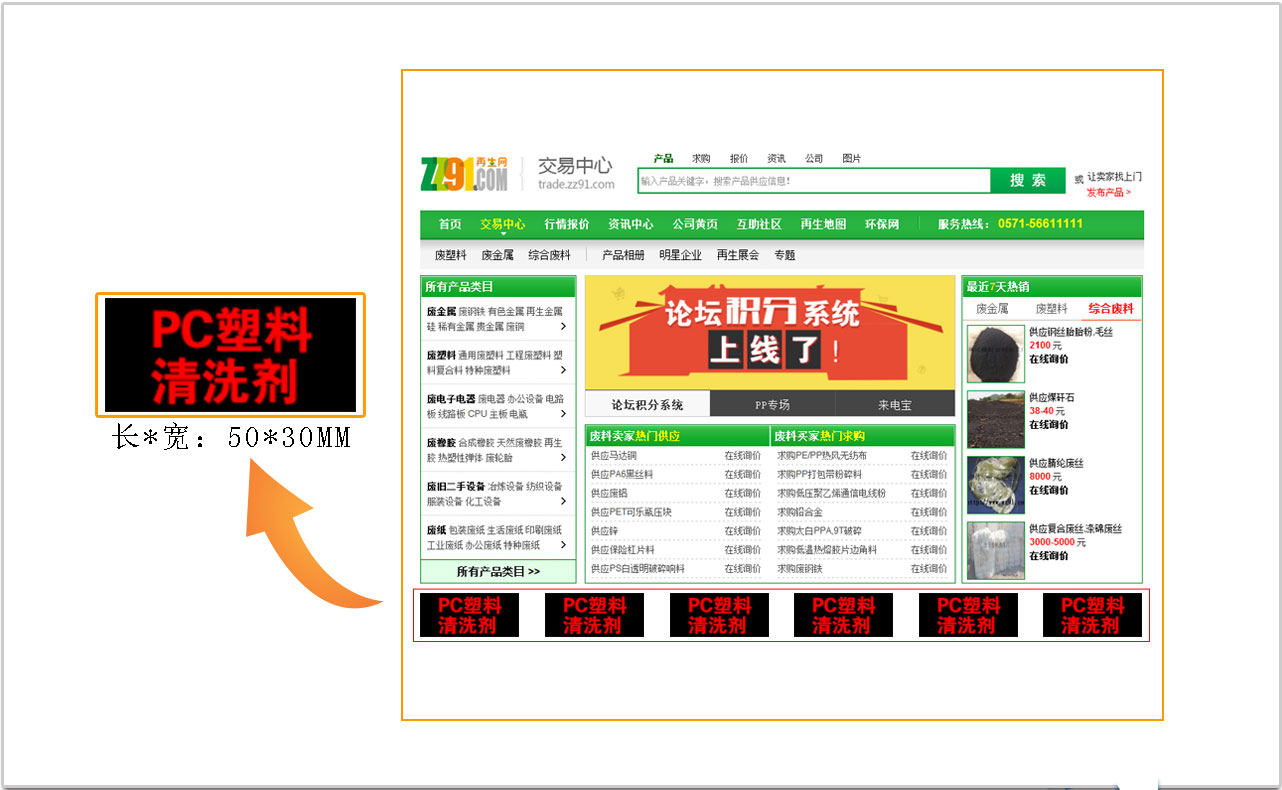 PC塑料
清洗剂
长*宽：50*30MM
ZZ91.COM 再生网
交易中心
trade.zz91.com
产品 求购 报价 资讯 公司 图片
输入产品关键字，搜索产品供应信息!
搜 索
或 让卖家找上门
发布产品 >
首页 交易中心 行情报价 资讯中心 公司黄页 互助社区 再生地图 环保网 服务热线： 0571-56611111
废塑料 废金属 综合废料 产品相册 明星企业 再生展会 专题
所有产品类目
废金属 废钢铁 有色金属 再生金属
硅 稀有金属 贵金属 废钢 >
废塑料 通用废塑料 工程废塑料 塑
料复合料 特种废塑料 >
废电子电器 废电器 办公设备 电路
板 线路板 CPU 主板 电瓶 >
废橡胶 合成橡胶 天然废橡胶 再生
胶 热塑性弹体 废轮胎 >
废旧二手设备 冶炼设备 纺织设备
服装设备 化工设备 >
废纸 包装废纸 生活废纸 印刷废纸
工业废纸 办公废纸 特种废纸 >
所有产品类目 >>
论坛积分系统
上线了!
论坛积分系统 PP专场 来电宝
废料卖家热门供应
供应马达铜 在线询价
供应PA6黑丝料 在线询价
供应废铝 在线询价
供应PET可乐瓶压块 在线询价
供应锌 在线询价
供应保险杠片料 在线询价
供应PS白透明破碎响料 在线询价
废料买家热门求购
求购PE/PP热风无纺布 在线询价
求购PP打包带粉碎料 在线询价
求购低压聚乙烯通信电线粉 在线询价
求购铝合金 在线询价
求购太白PPA,9T破碎 在线询价
求购低温热熔胶片边角料 在线询价
求购废钢铁 在线询价
最近7天热销
废金属 废塑料 综合废料
供应钢丝胎胎粉,毛丝
2100 元
在线询价
供应煤矸石
38-40 元
在线询价
供应腈纶废丝
8000 元
在线询价
供应复合废丝.涤锦废丝
3000-5000 元
在线询价
PC塑料 PC塑料 PC塑料 PC塑料 PC塑料 PC塑料
清洗剂 清洗剂 清洗剂 清洗剂 清洗剂 清洗剂